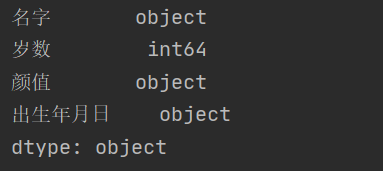 名字       object
岁数        int64
颜值       object
出生年月日    object
dtype: object